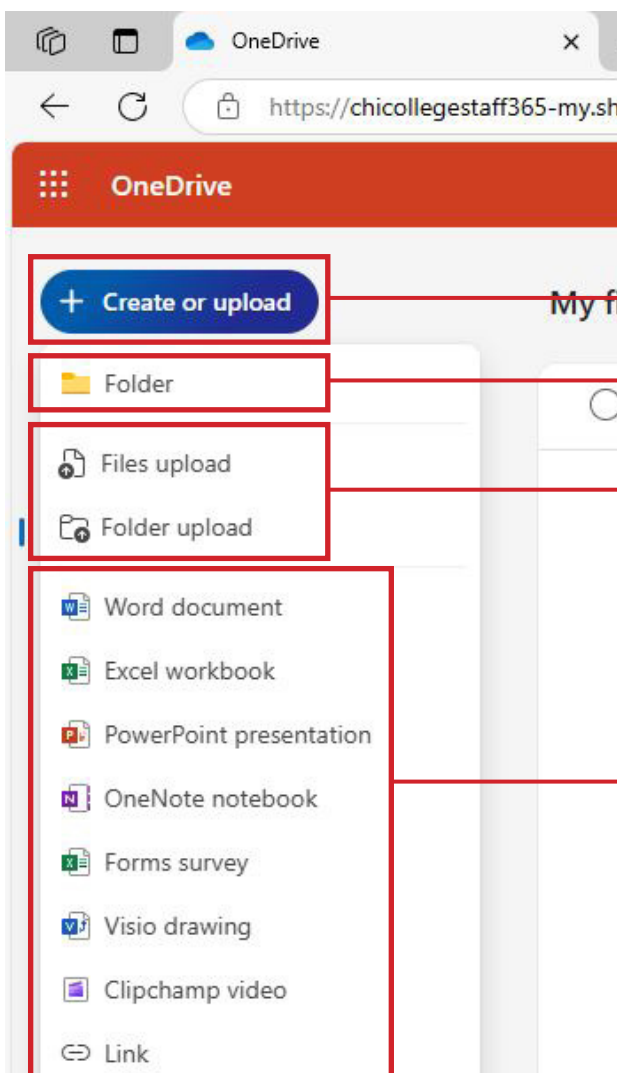 OneDrive
https://chicollegestaff365-my.sh
OneDrive
+ Create or upload
My fi
Folder
Files upload
Folder upload
Word document
Excel workbook
PowerPoint presentation
OneNote notebook
Forms survey
Visio drawing
Clipchamp video
Link